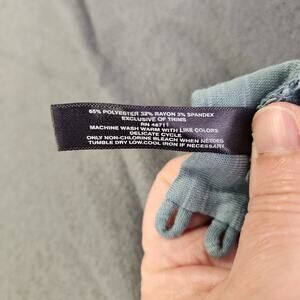 65% POLYESTER 32% RAYON 3% SPANDEX
EXCLUSIVE OF TRIMS
RN 48711
MACHINE WASH WARM WITH LIKE COLORS
DELICATE CYCLE
ONLY NON-CHLORINE BLEACH WHEN NEEDED
TUMBLE DRY LOW.COOL IRON IF NECESSARY